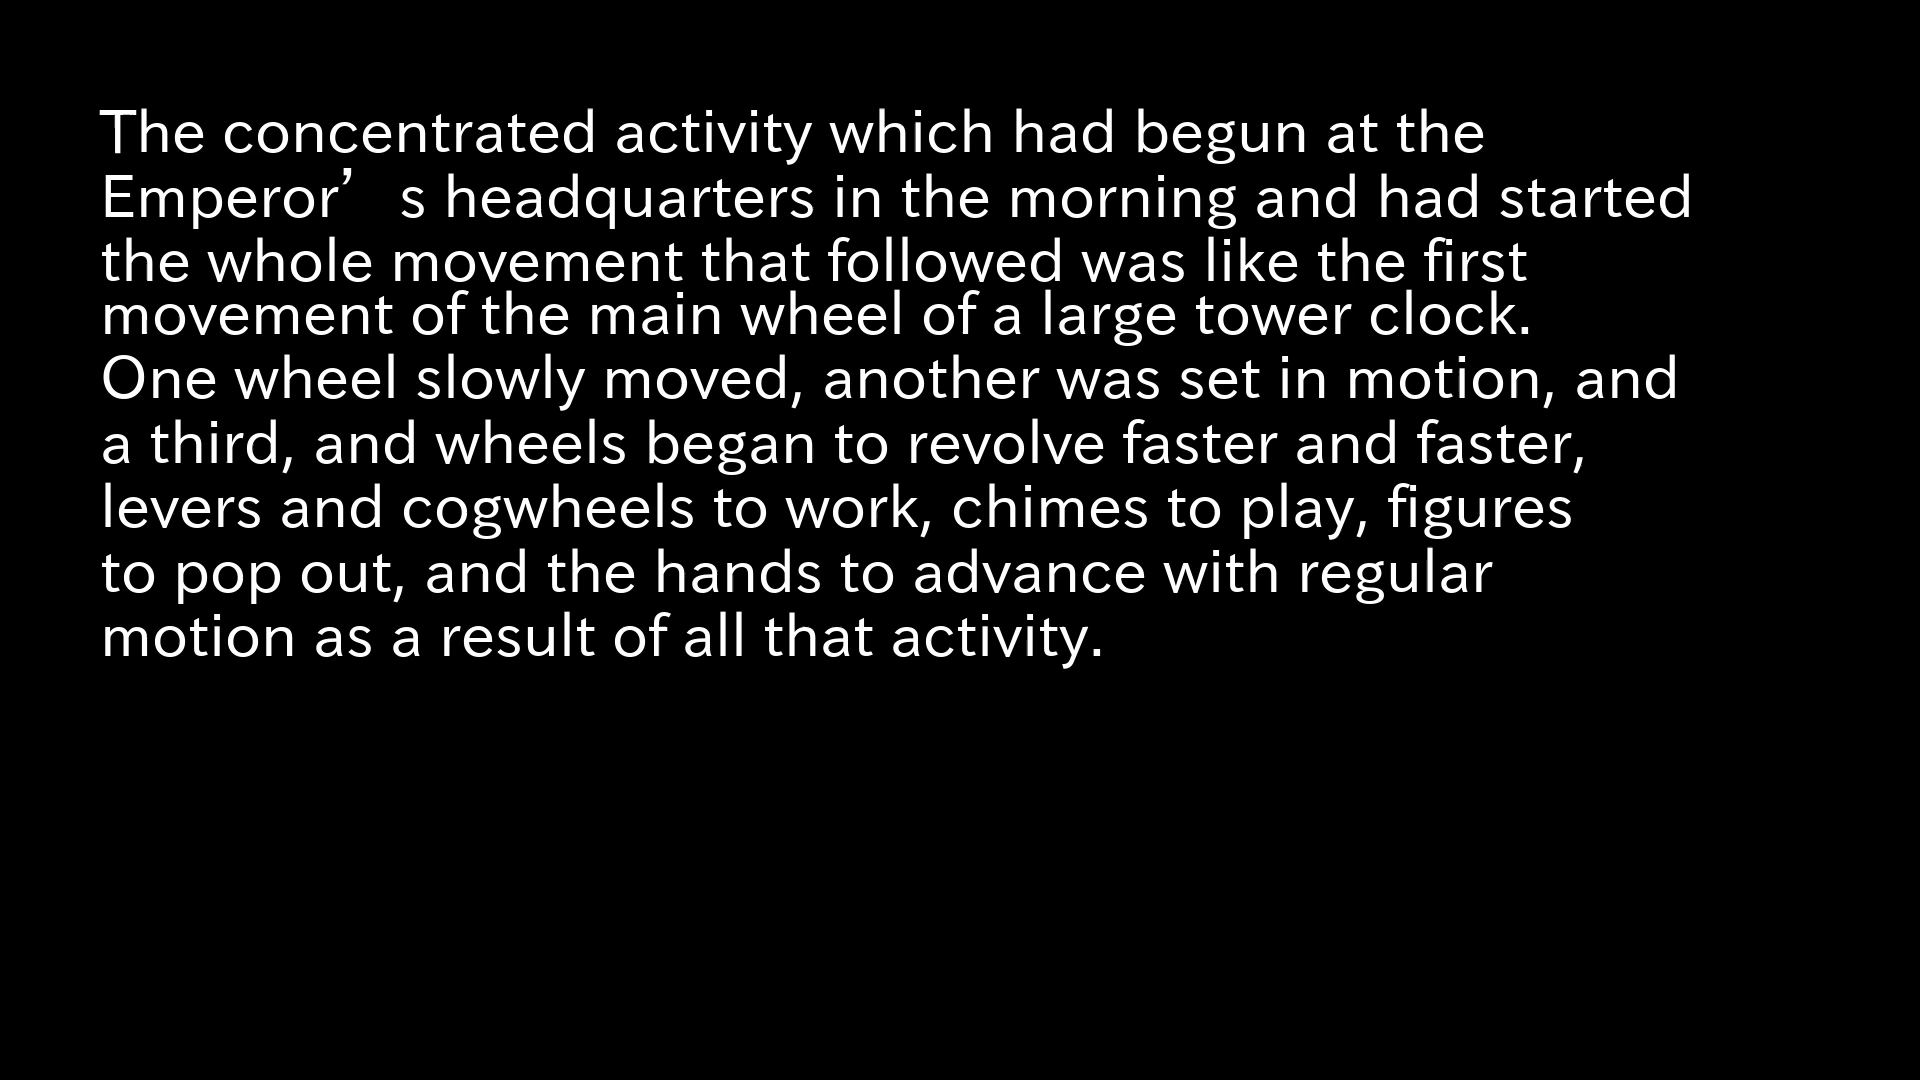 The concentrated activity which had begun at the
Emperor’s headquarters in the morning and had started
the whole movement that followed was like the first
movement of the main wheel of a large tower clock.
One wheel slowly moved, another was set in motion, and
a third, and wheels began to revolve faster and faster,
levers and cogwheels to work, chimes to play, figures
to pop out, and the hands to advance with regular
motion as a result of all that activity.